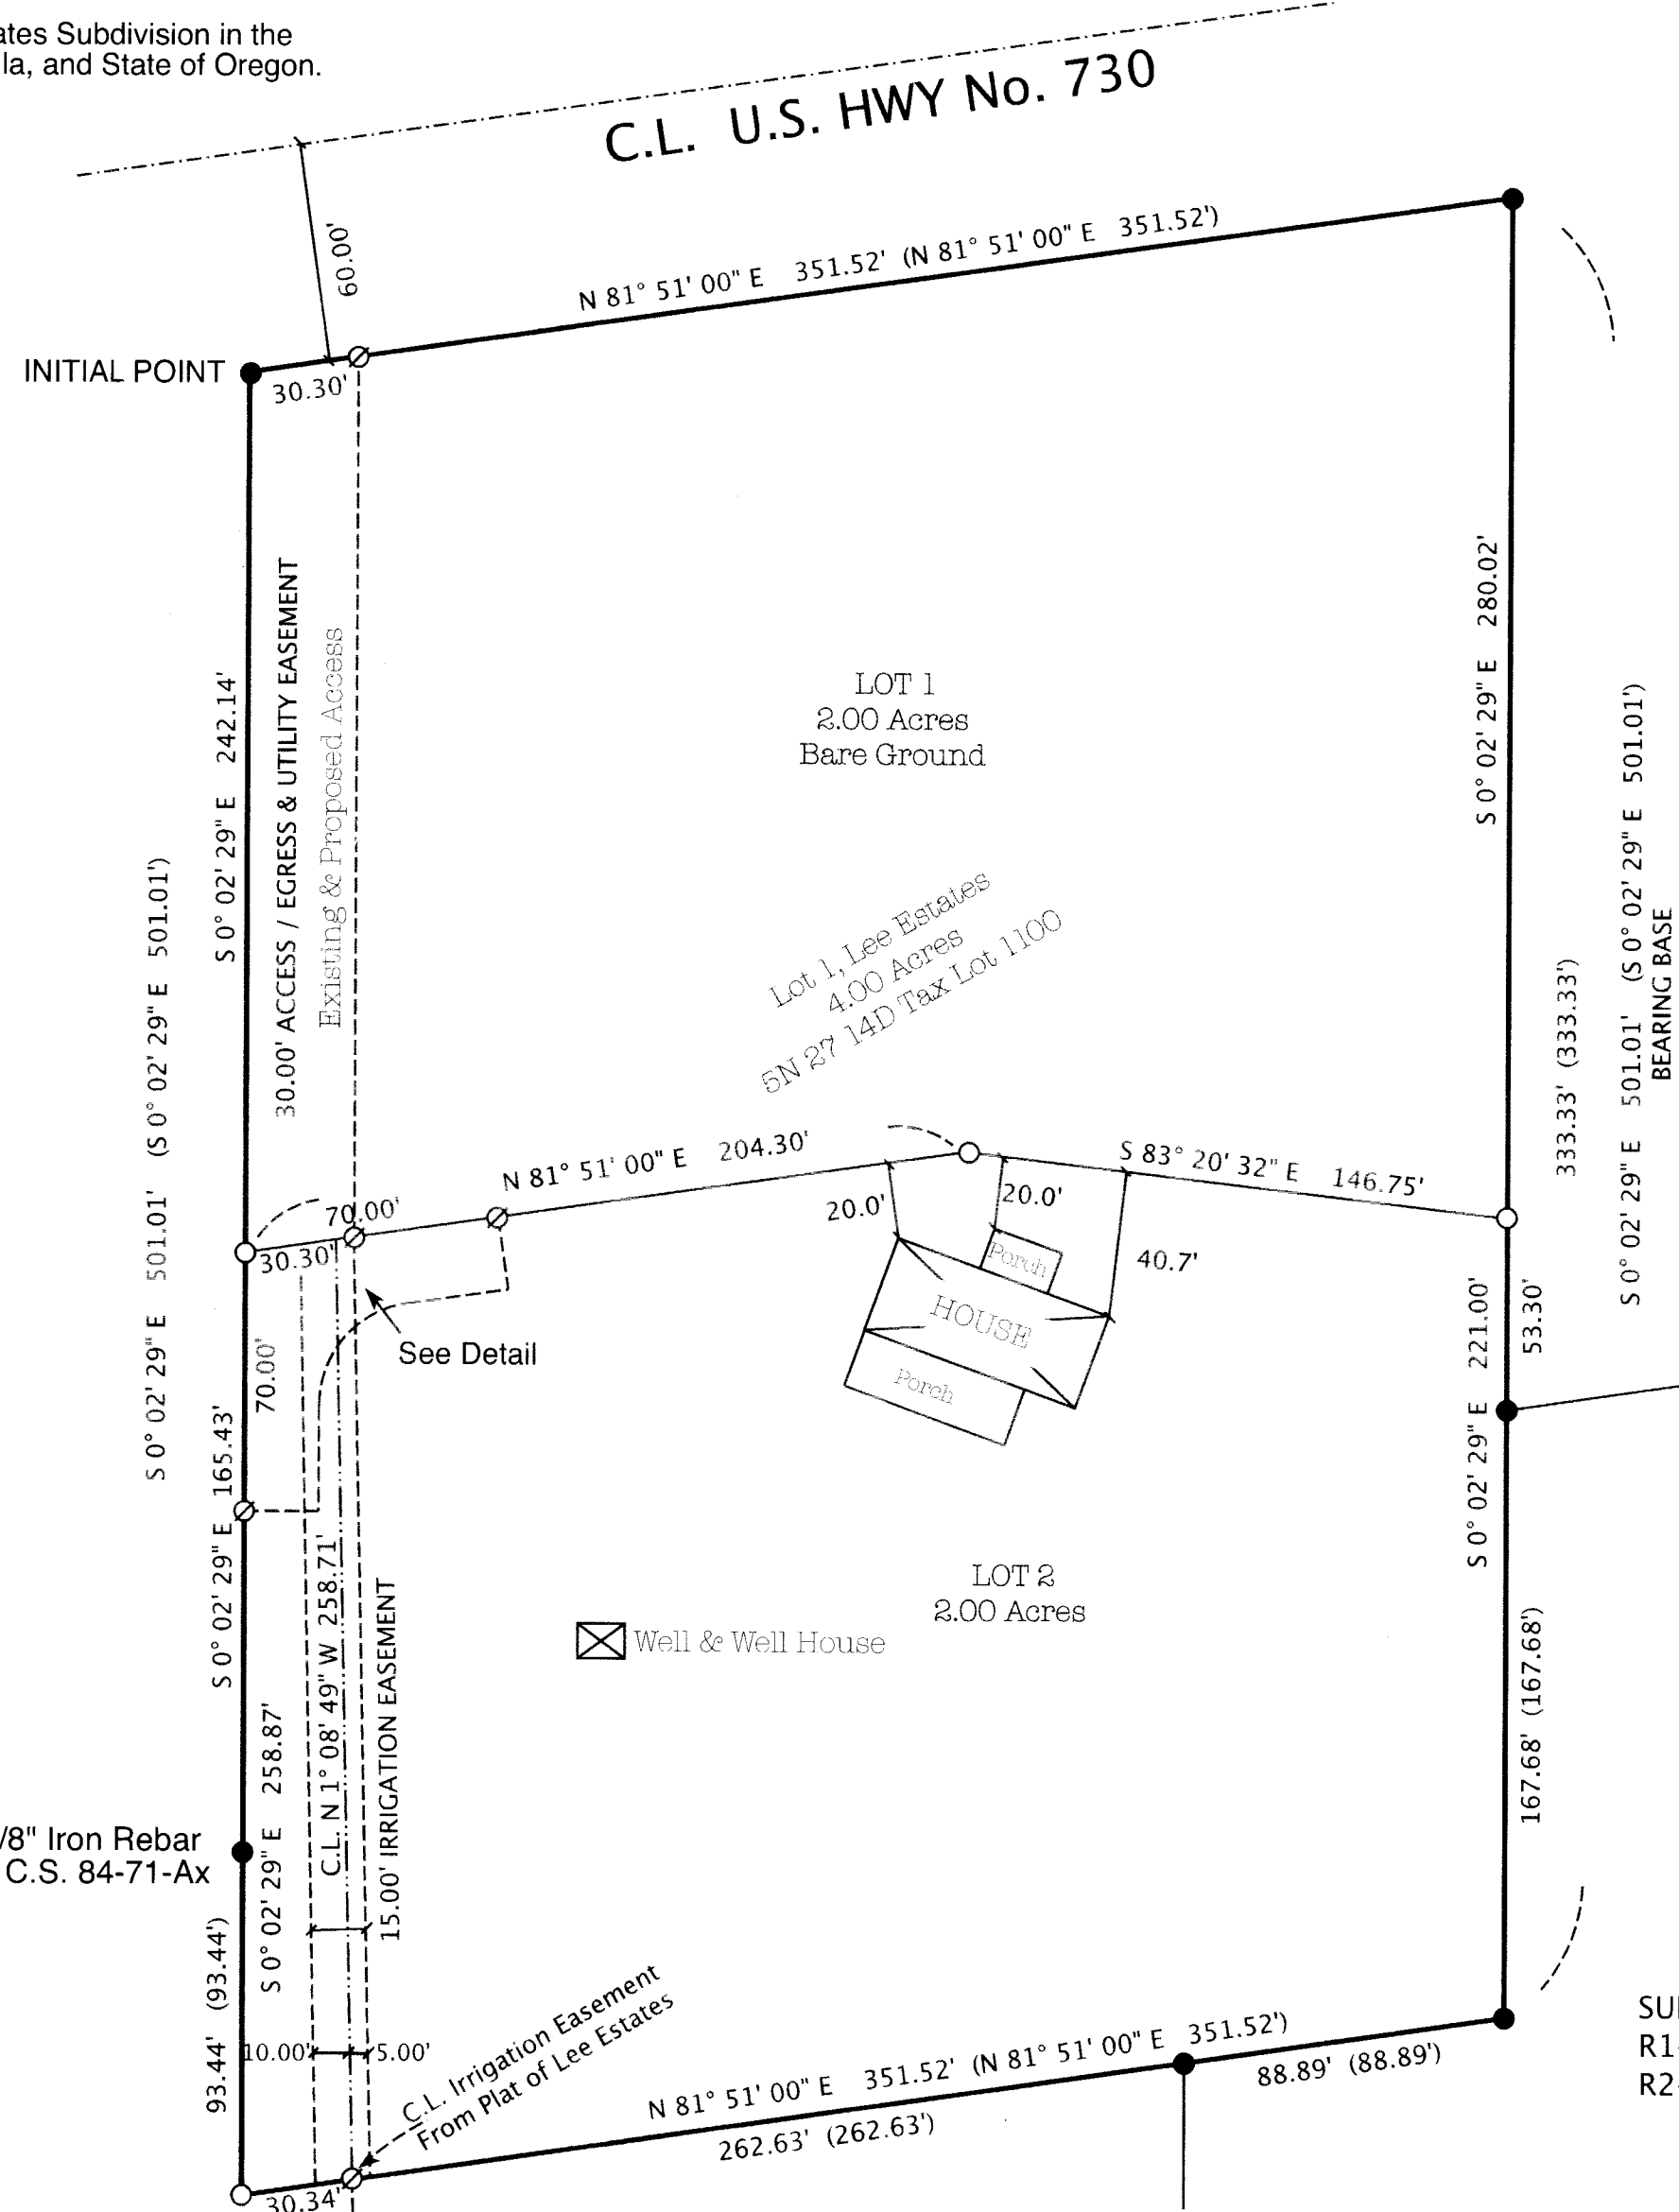 ates Subdivision in the
la, and State of Oregon.
C.L. U.S. HWY No. 730
60.00'
N 81° 51' 00" E 351.52' (N 81° 51' 00" E 351.52')
INITIAL POINT
30.30'
S 0° 02' 29" E 242.14'
30.00' ACCESS / EGRESS & UTILITY EASEMENT
Existing & Proposed Access
LOT 1
2.00 Acres
Bare Ground
S 0° 02' 29" E 280.02'
Lot 1, Lee Estates
4.00 Acres
5N 27 14D Tax Lot 1100
S 0° 02' 29" E 501.01' (S 0° 02' 29" E 501.01')
333.33' (333.33')
S 0° 02' 29" E 501.01' (S 0° 02' 29" E 501.01')
BEARING BASE
N 81° 51' 00" E 204.30'
S 83° 20' 32" E 146.75'
70.00'
30.30'
20.0'
20.0'
40.7'
Porch
HOUSE
Porch
See Detail
70.00'
S 0° 02' 29" E 165.43'
S 0° 02' 29" E 221.00'
53.30'
C.L. N 1° 08' 49" W 258.71'
15.00' IRRIGATION EASEMENT
LOT 2
2.00 Acres
Well & Well House
S 0° 02' 29" E 258.87'
167.68' (167.68')
/8" Iron Rebar
C.S. 84-71-Ax
93.44' (93.44')
10.00'
5.00'
C.L. Irrigation Easement
From Plat of Lee Estates
N 81° 51' 00" E 351.52' (N 81° 51' 00" E 351.52')
262.63' (262.63')
88.89' (88.89')
30.34'
SU
R1
R2